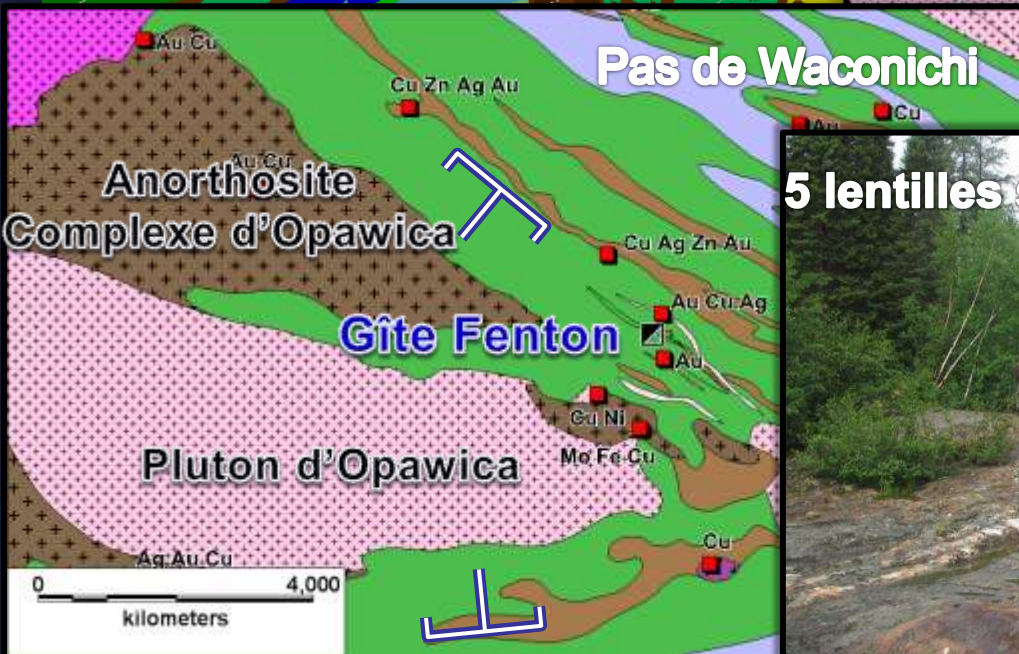 Au Cu
Pas de Waconichi
Cu Zn Ag Au
Cu
Au
Au Cu
Anorthosite
Complexe d'Opawica
5 lentilles
Cu Ag Zn Au
Au Cu Ag
Gîte Fenton
Au
Cu Ni
Mo Fe Cu
Pluton d'Opawica
Cu
Ag Au Cu
0 4,000
kilometers